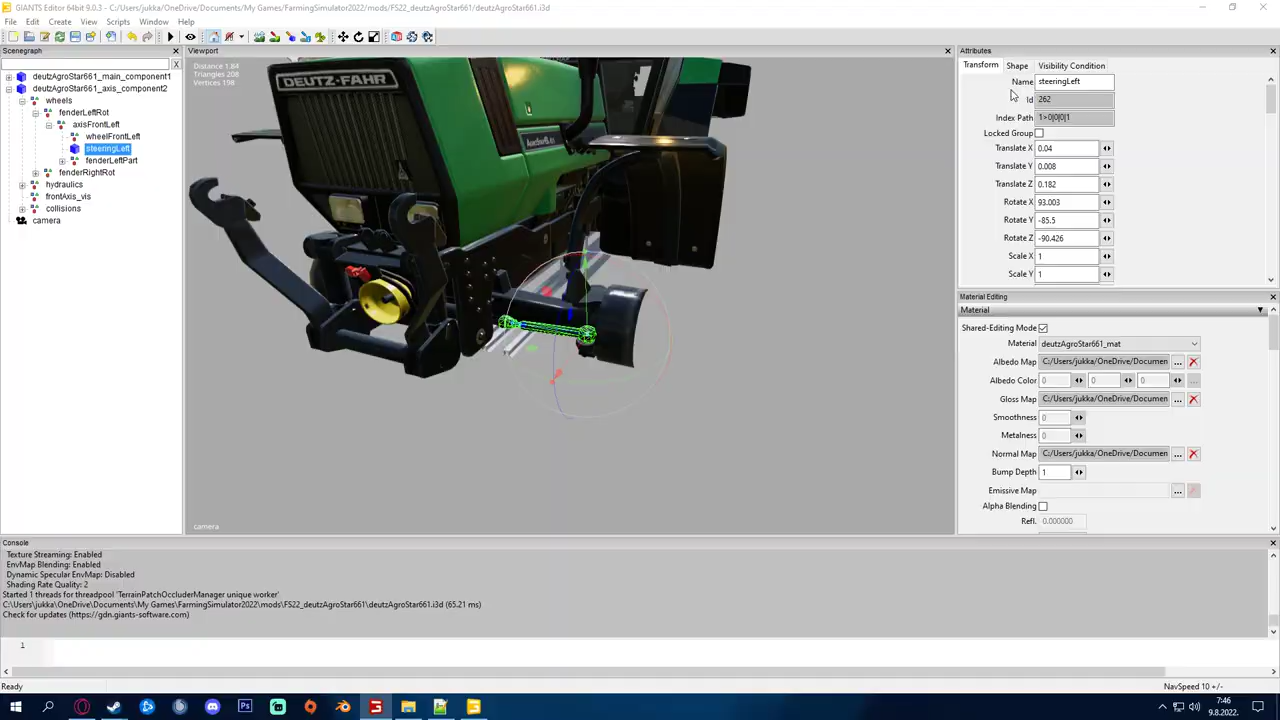 GIANTS Editor 64bit 9.0.3 - C:/Users/jukka/OneDrive/Documents/My Games/FarmingSimulator2022/mods/FS22_deutzAgroStar661/deutzAgroStar661.i3d
File Edit Create View Scripts Window Help
Scenegraph
X
deutzAgroStar661_main_component1
deutzAgroStar661_axis_component2
wheels
fenderLeftRot
axisFrontLeft
wheelFrontLeft
steeringLeft
fenderLeftPart
fenderRightRot
hydraulics
frontAxis_vis
collisions
camera
Viewport
Distance 1.84
Triangles 208
Vertices 198
DEUTZ-FAHR
camera
Attributes
Transform Shape Visibility Condition
Name steeringLeft
Id 262
Index Path 1>0|0|0|1
Locked Group
Translate X 0.04
Translate Y 0.008
Translate Z 0.182
Rotate X 93.003
Rotate Y -85.5
Rotate Z -90.426
Scale X 1
Scale Y 1
Material Editing
Material
Shared-Editing Mode
Material deutzAgroStar661_mat
Albedo Map C:/Users/jukka/OneDrive/Documen ...
Albedo Color 0 0 0 ...
Gloss Map C:/Users/jukka/OneDrive/Documen ...
Smoothness 0
Metalness 0
Normal Map C:/Users/jukka/OneDrive/Documen ...
Bump Depth 1
Emissive Map ...
Alpha Blending
Refl. 0.000000
Console
Texture Streaming: Enabled
EnvMap Blending: Enabled
Dynamic Specular EnvMap: Disabled
Shading Rate Quality: 2
Started 1 threads for threadpool 'TerrainPatchOccluderManager unique worker'
C:\Users\jukka\OneDrive\Documents\My Games\FarmingSimulator2022\mods\FS22_deutzAgroStar661\deutzAgroStar661.i3d (65.21 ms)
Check for updates (https://gdn.giants-software.com)
1
Ready
NavSpeed 10 +/-
7:46
9.8.2022.